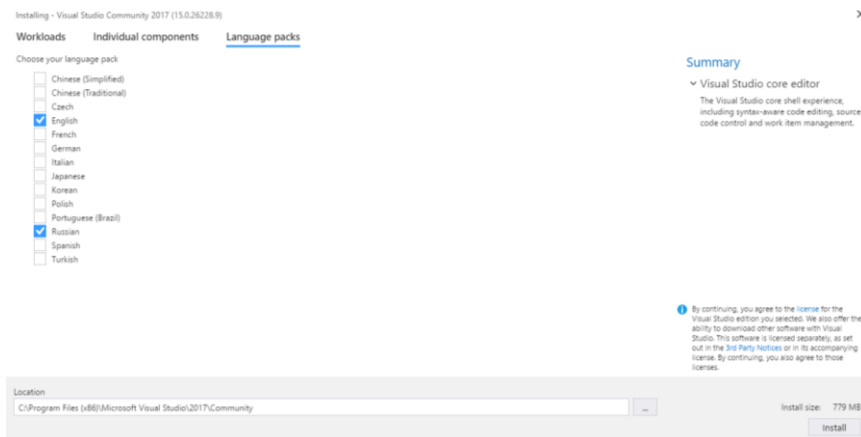 Installing - Visual Studio Community 2017 (15.0.26228.9)
Workloads Individual components Language packs
Choose your language pack
Chinese (Simplified)
Chinese (Traditional)
Czech
English
French
German
Italian
Japanese
Korean
Polish
Portuguese (Brazil)
Russian
Spanish
Turkish
Summary
Visual Studio core editor
The Visual Studio core shell experience,
including syntax-aware code editing, source
code control and work item management.
By continuing, you agree to the license for the
Visual Studio edition you selected. We also offer the
ability to download other software with Visual
Studio. This software is licensed separately, as set
out in the 3rd Party Notices or in its accompanying
license. By continuing, you also agree to those
licenses.
Location
C:\Program Files (x86)\Microsoft Visual Studio\2017\Community
...
Install size: 779 MB
Install